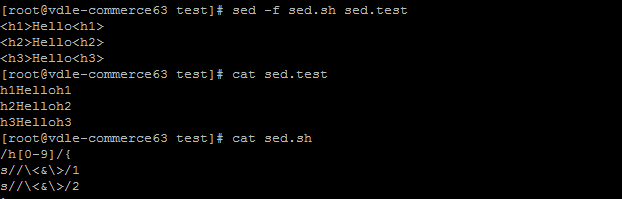 [root@vdle-commerce63 test]# sed -f sed.sh sed.test
<h1>Hello<h1>
<h2>Hello<h2>
<h3>Hello<h3>
[root@vdle-commerce63 test]# cat sed.test
h1Helloh1
h2Helloh2
h3Helloh3
[root@vdle-commerce63 test]# cat sed.sh
/h[0-9]/{
s//\<&\>/1
s//\<&\>/2